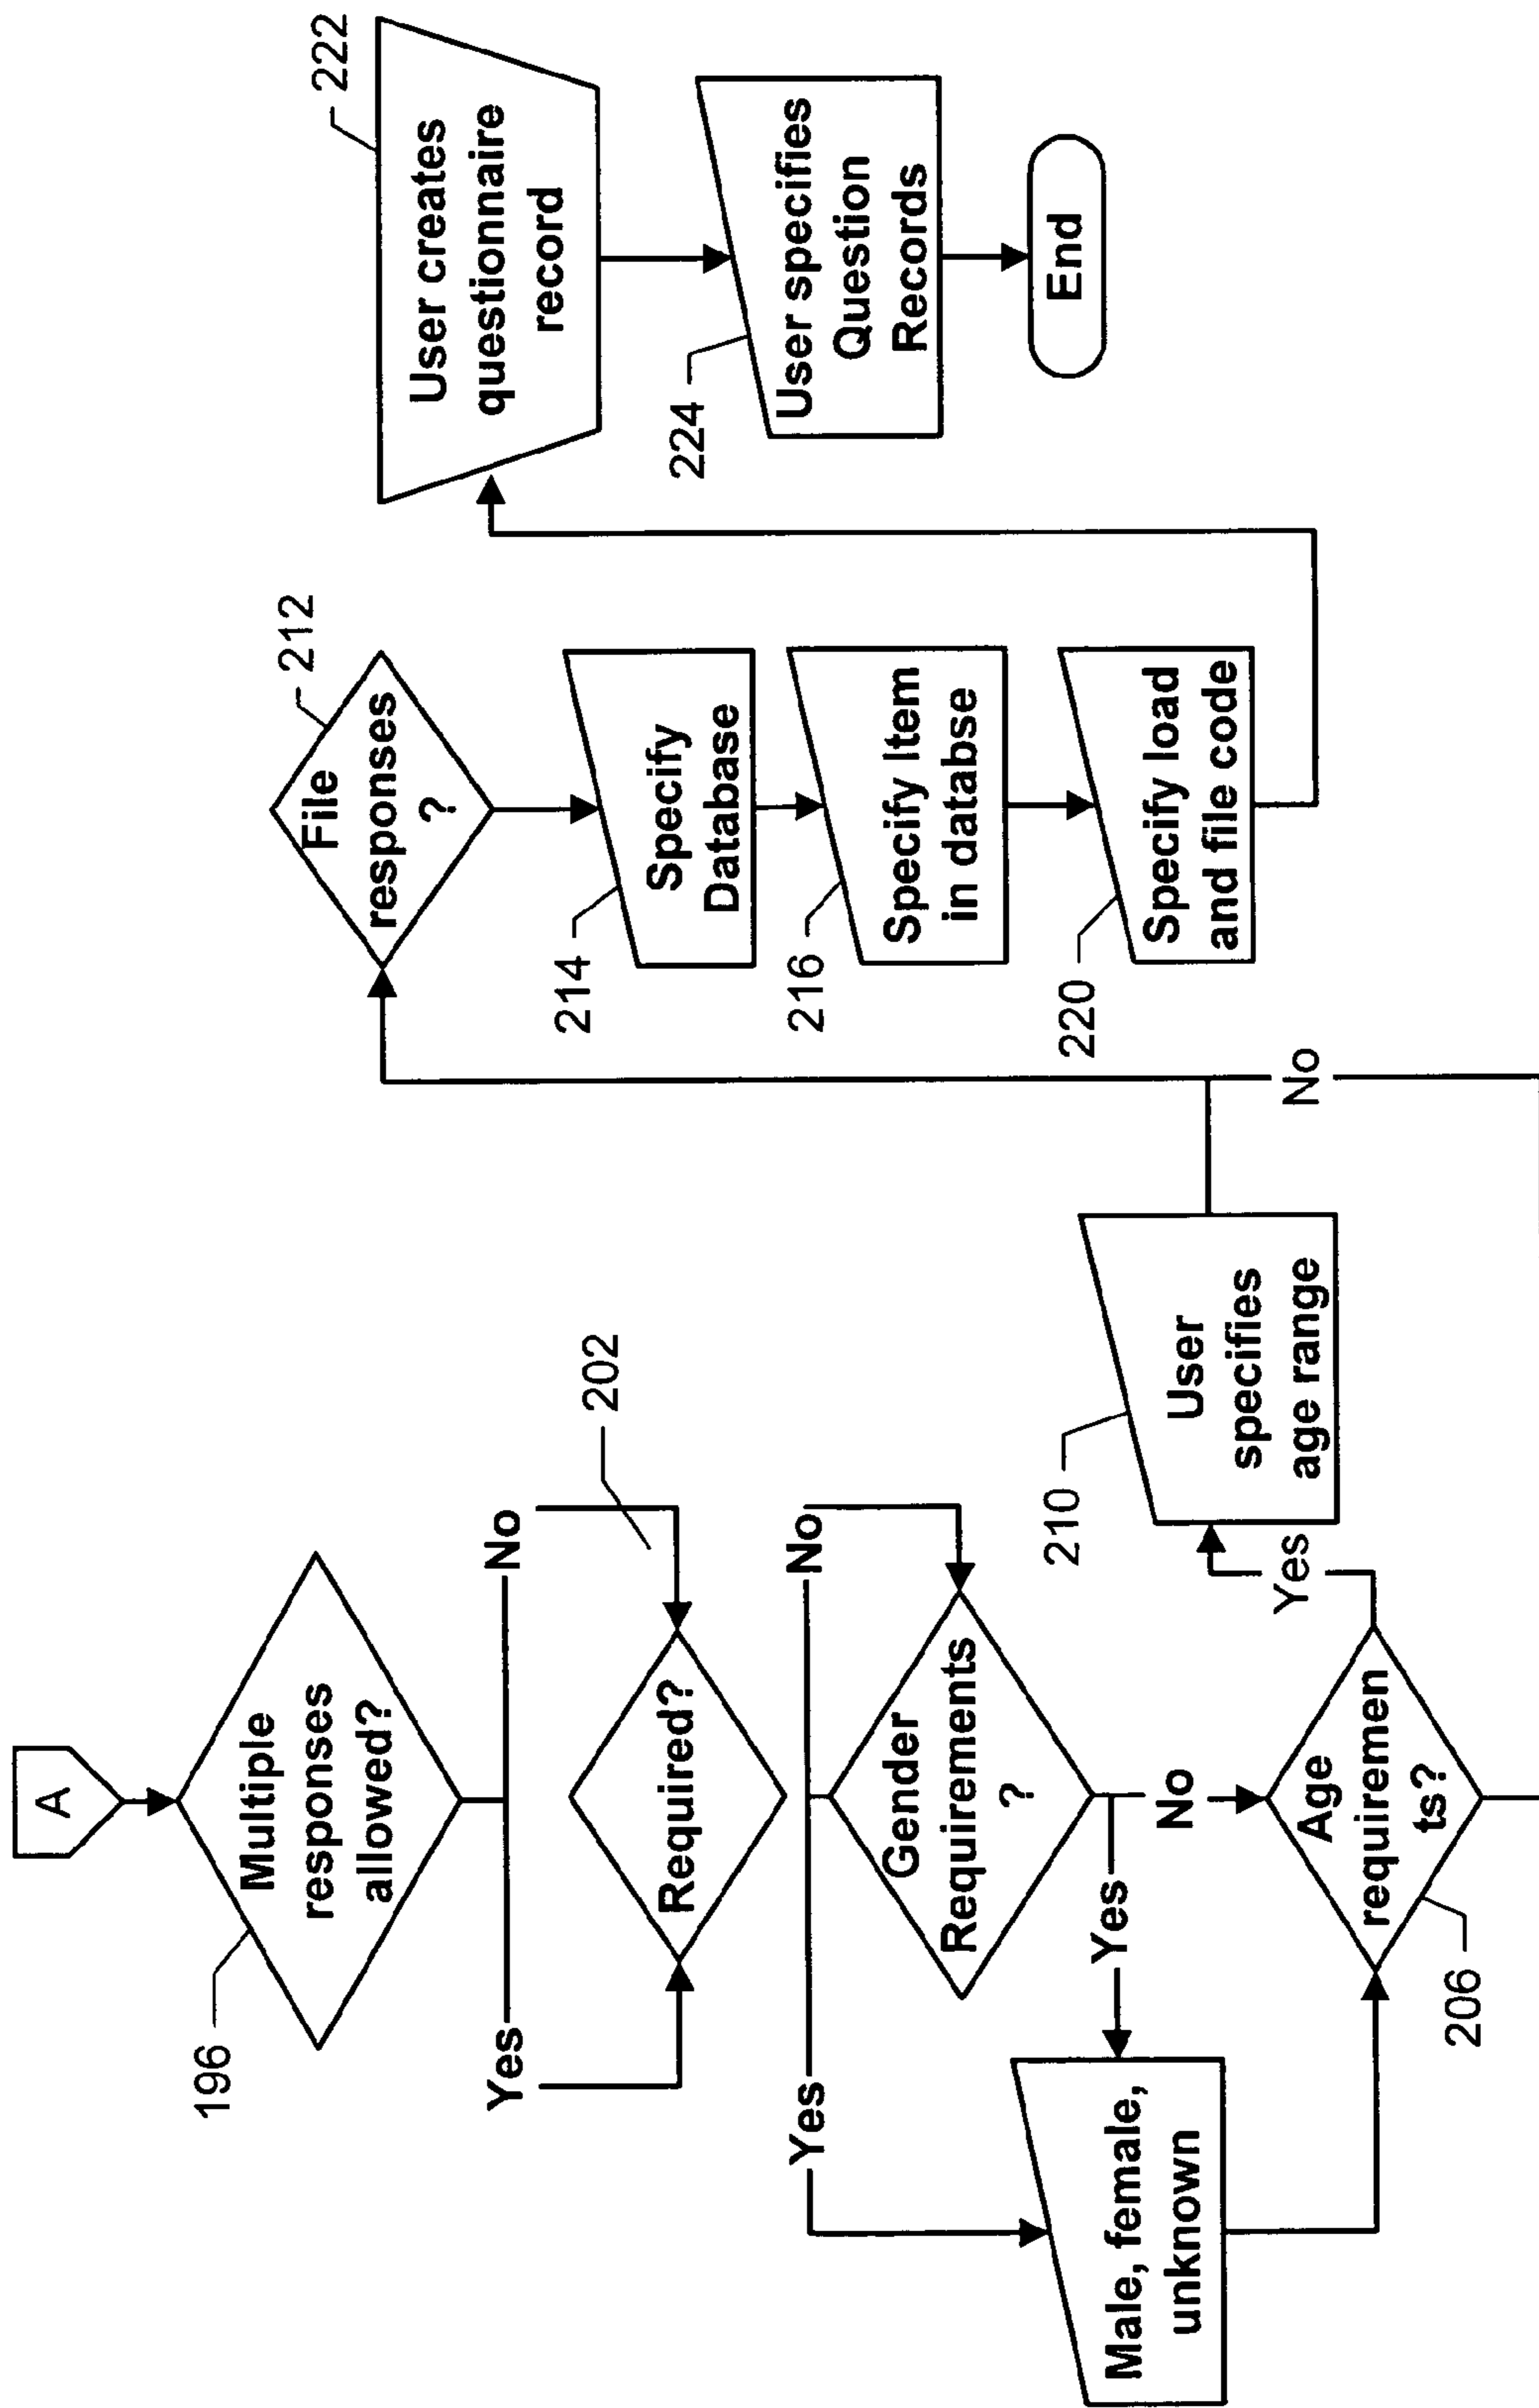 A
Multiple
responses
allowed?
196
Yes
No
202
Required?
Yes
No
Gender
Requirements
?
Yes
No
Male, female,
unknown
Age
requiremen
ts?
206
Yes
210
User
specifies
age range
No
File
responses
?
212
214
Specify
Database
216
Specify Item
in databse
220
Specify load
and file code
222
User creates
questionnaire
record
224
User specifies
Question
Records
End